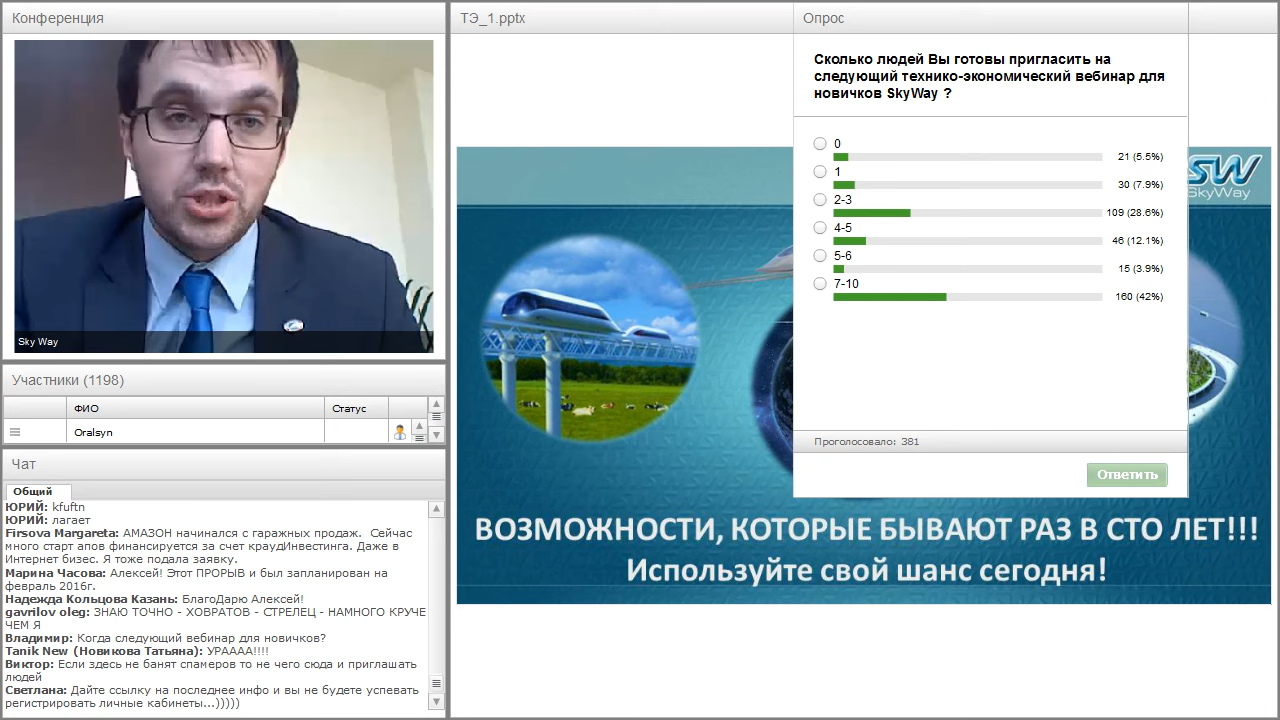 Конференция
Sky Way
Участники (1198)
ФИО
Статус
Oralsyn
Чат
Общий
ЮРИЙ: kfuftn
ЮРИЙ: лагает
Firsova Margareta: АМАЗОН начинался с гаражных продаж. Сейчас
много старт апов финансируется за счет краудИнвестинга. Даже в
Интернет бизес. Я тоже подала заявку.
Марина Часова: Алексей! Этот ПРОРЫВ и был запланирован на
февраль 2016г.
Надежда Кольцова Казань: БлагоДарю Алексей!
gavrilov oleg: ЗНАЮ ТОЧНО - ХОВРАТОВ - СТРЕЛЕЦ - НАМНОГО КРУЧЕ
ЧЕМ Я
Владимир: Когда следующий вебинар для новичков?
Tanik New (Новикова Татьяна): УРАААА!!!!
Виктор: Если здесь не банят спамеров то не чего сюда и приглашать
людей
Светлана: Дайте ссылку на последнее инфо и вы не будете успевать
регистрировать личные кабинеты...)))))
ТЭ_1.pptx
Опрос
Сколько людей Вы готовы пригласить на
следующий технико-экономический вебинар для
новичков SkyWay ?
0
21 (5.5%)
1
30 (7.9%)
2-3
109 (28.6%)
4-5
46 (12.1%)
5-6
15 (3.9%)
7-10
160 (42%)
Проголосовало: 381
Ответить
SW
SkyWay
ВОЗМОЖНОСТИ, КОТОРЫЕ БЫВАЮТ РАЗ В СТО ЛЕТ!!!
Используйте свой шанс сегодня!